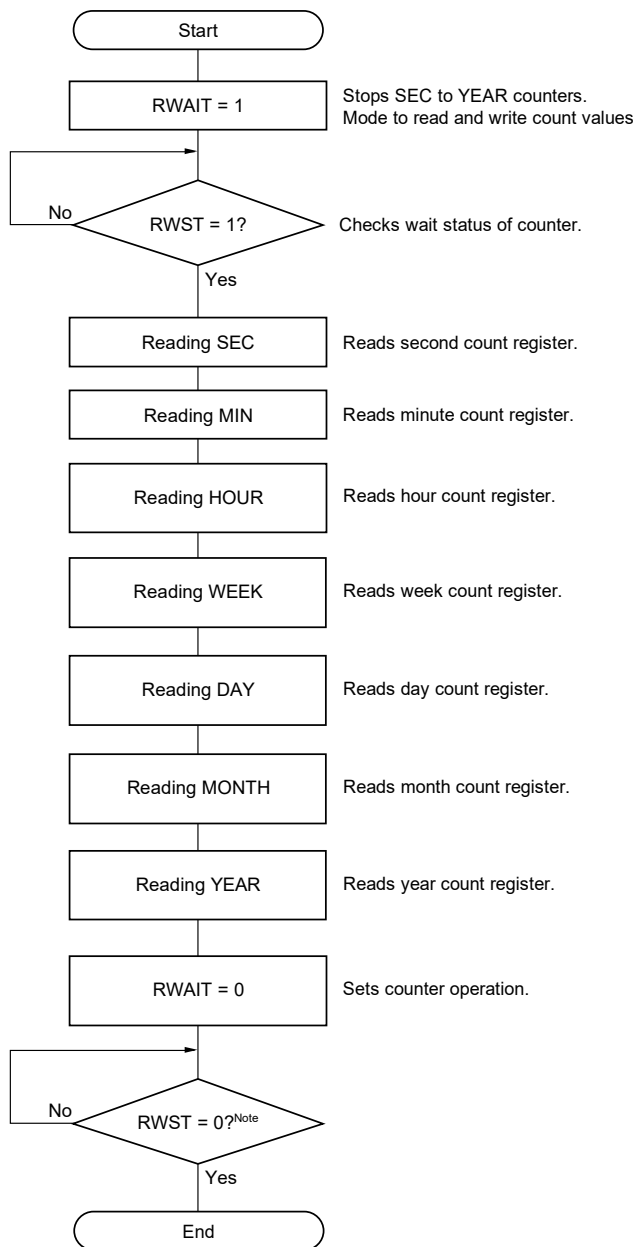 Start
RWAIT = 1
Stops SEC to YEAR counters.
Mode to read and write count values
No
RWST = 1?
Checks wait status of counter.
Yes
Reading SEC
Reads second count register.
Reading MIN
Reads minute count register.
Reading HOUR
Reads hour count register.
Reading WEEK
Reads week count register.
Reading DAY
Reads day count register.
Reading MONTH
Reads month count register.
Reading YEAR
Reads year count register.
RWAIT = 0
Sets counter operation.
No
RWST = 0?Note
Yes
End